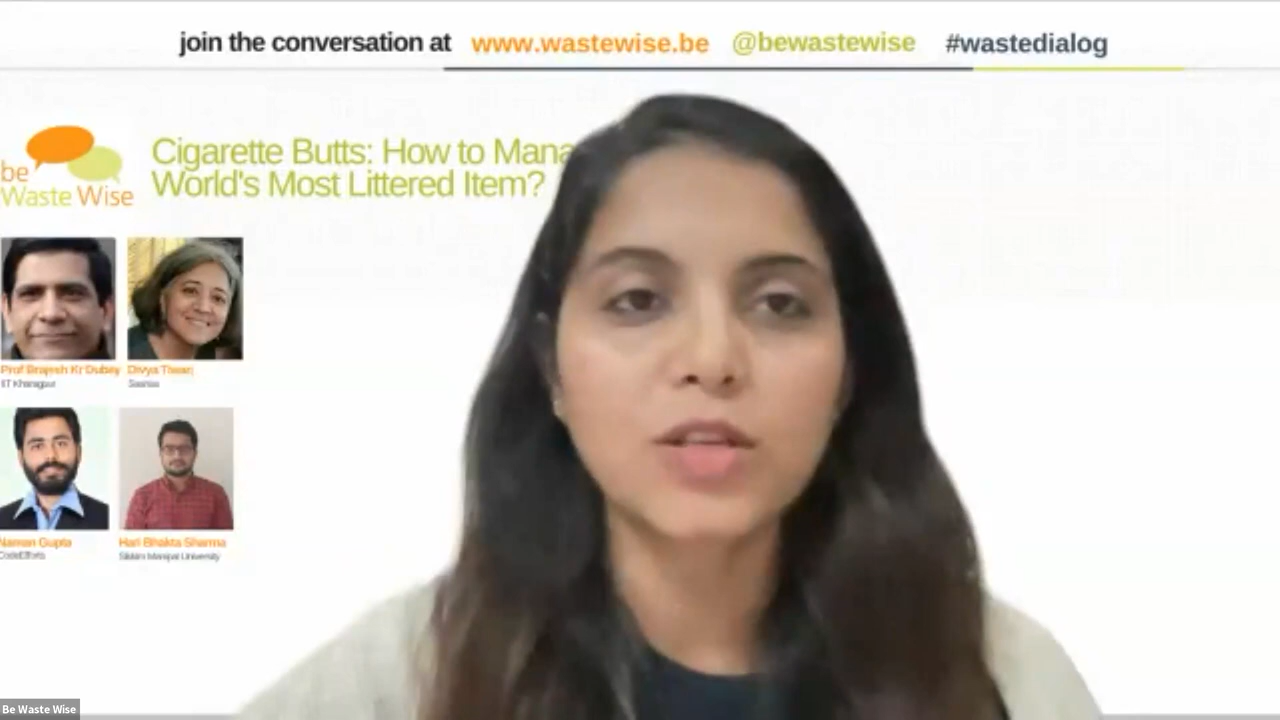 join the conversation at www.wastewise.be @bewastewise #wastedialog
be
Waste Wise
Cigarette Butts: How to Mana
World's Most Littered Item?
Prof Brajesh Kr Dubey Divya Tiwari
IIT Kharagpur
Naman Gupta Hari Bhakta Sharma
CodeEffort Sikkim Manipal University
Be Waste Wise